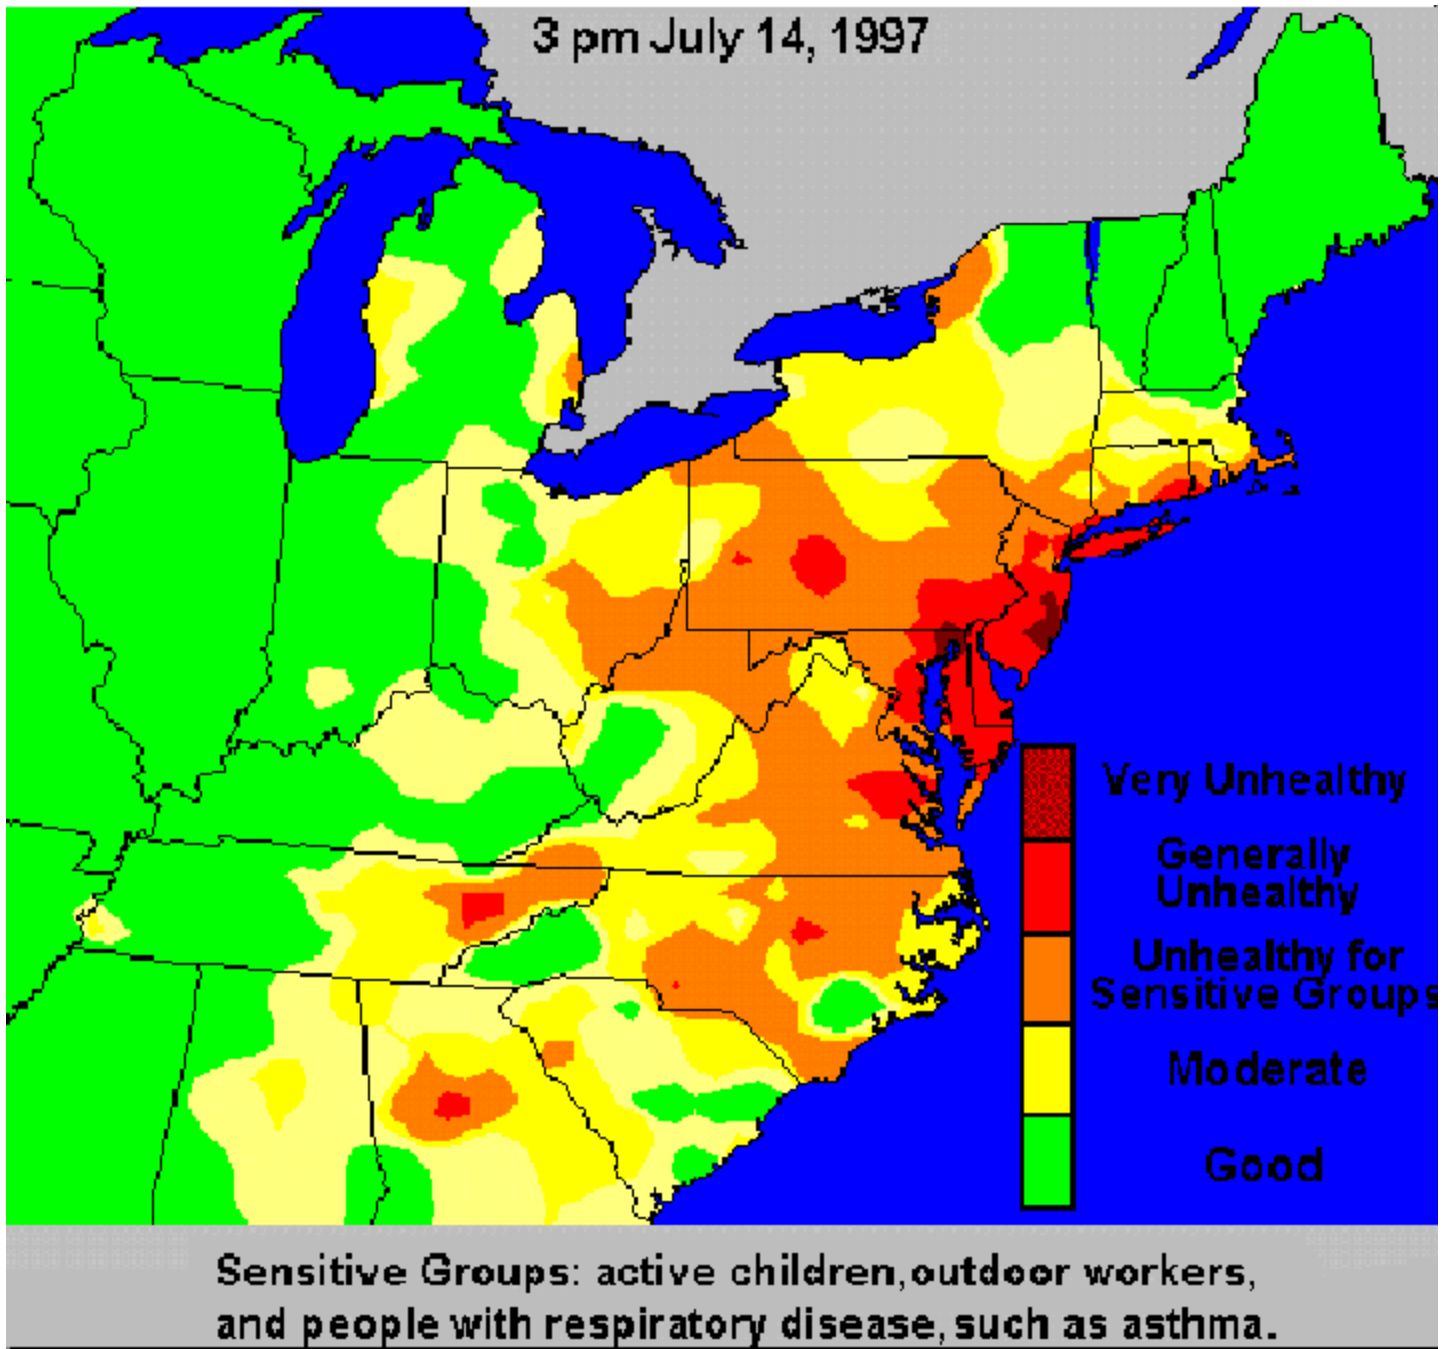 3 pm July 14, 1997
Very Unhealthy
Generally
Unhealthy
Unhealthy for
Sensitive Groups
Moderate
Good
Sensitive Groups: active children, outdoor workers,
and people with respiratory disease, such as asthma.